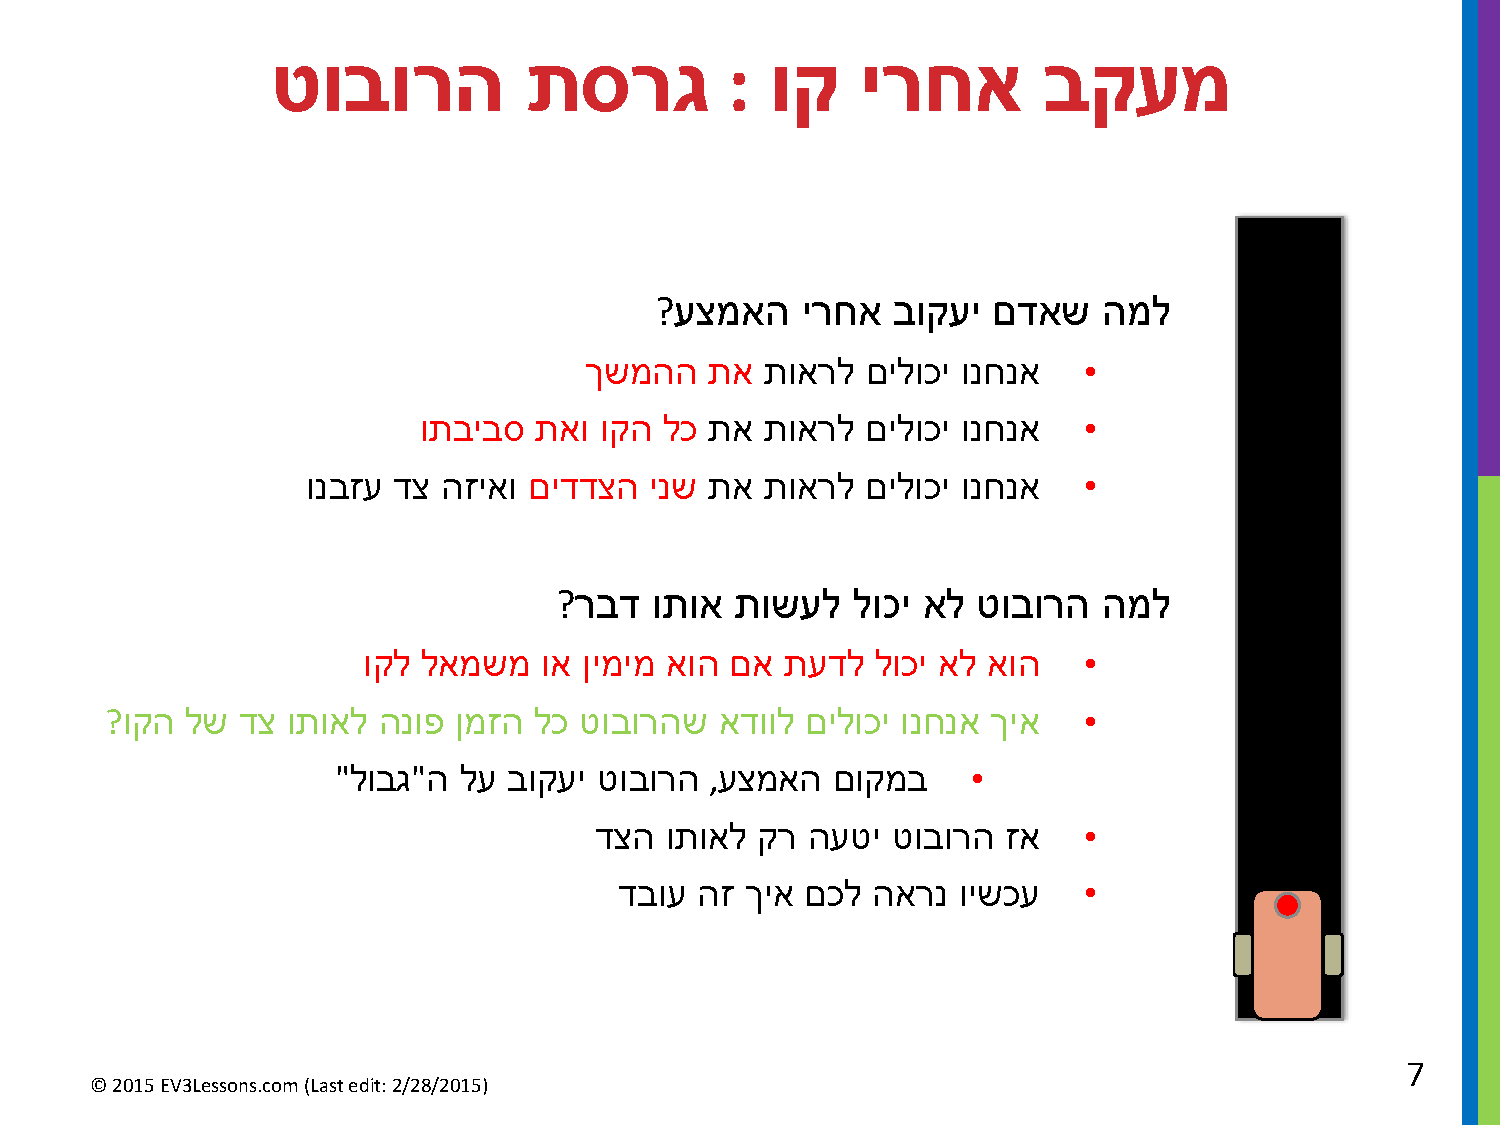 מעקב אחרי קו : גרסת הרובוט
למה שאדם יעקוב אחרי האמצע?
• אנחנו יכולים לראות את ההמשך
• אנחנו יכולים לראות את כל הקו ואת סביבתו
• אנחנו יכולים לראות את שני הצדדים ואיזה צד עזבנו
למה הרובוט לא יכול לעשות אותו דבר?
• הוא לא יכול לדעת אם הוא מימין או משמאל לקו
• איך אנחנו יכולים לוודא שהרובוט כל הזמן פונה לאותו צד של הקו?
• במקום האמצע, הרובוט יעקוב על ה"גבול"
• אז הרובוט יטעה רק לאותו הצד
• עכשיו נראה לכם איך זה עובד
7
© 2015 EV3Lessons.com (Last edit: 2/28/2015)